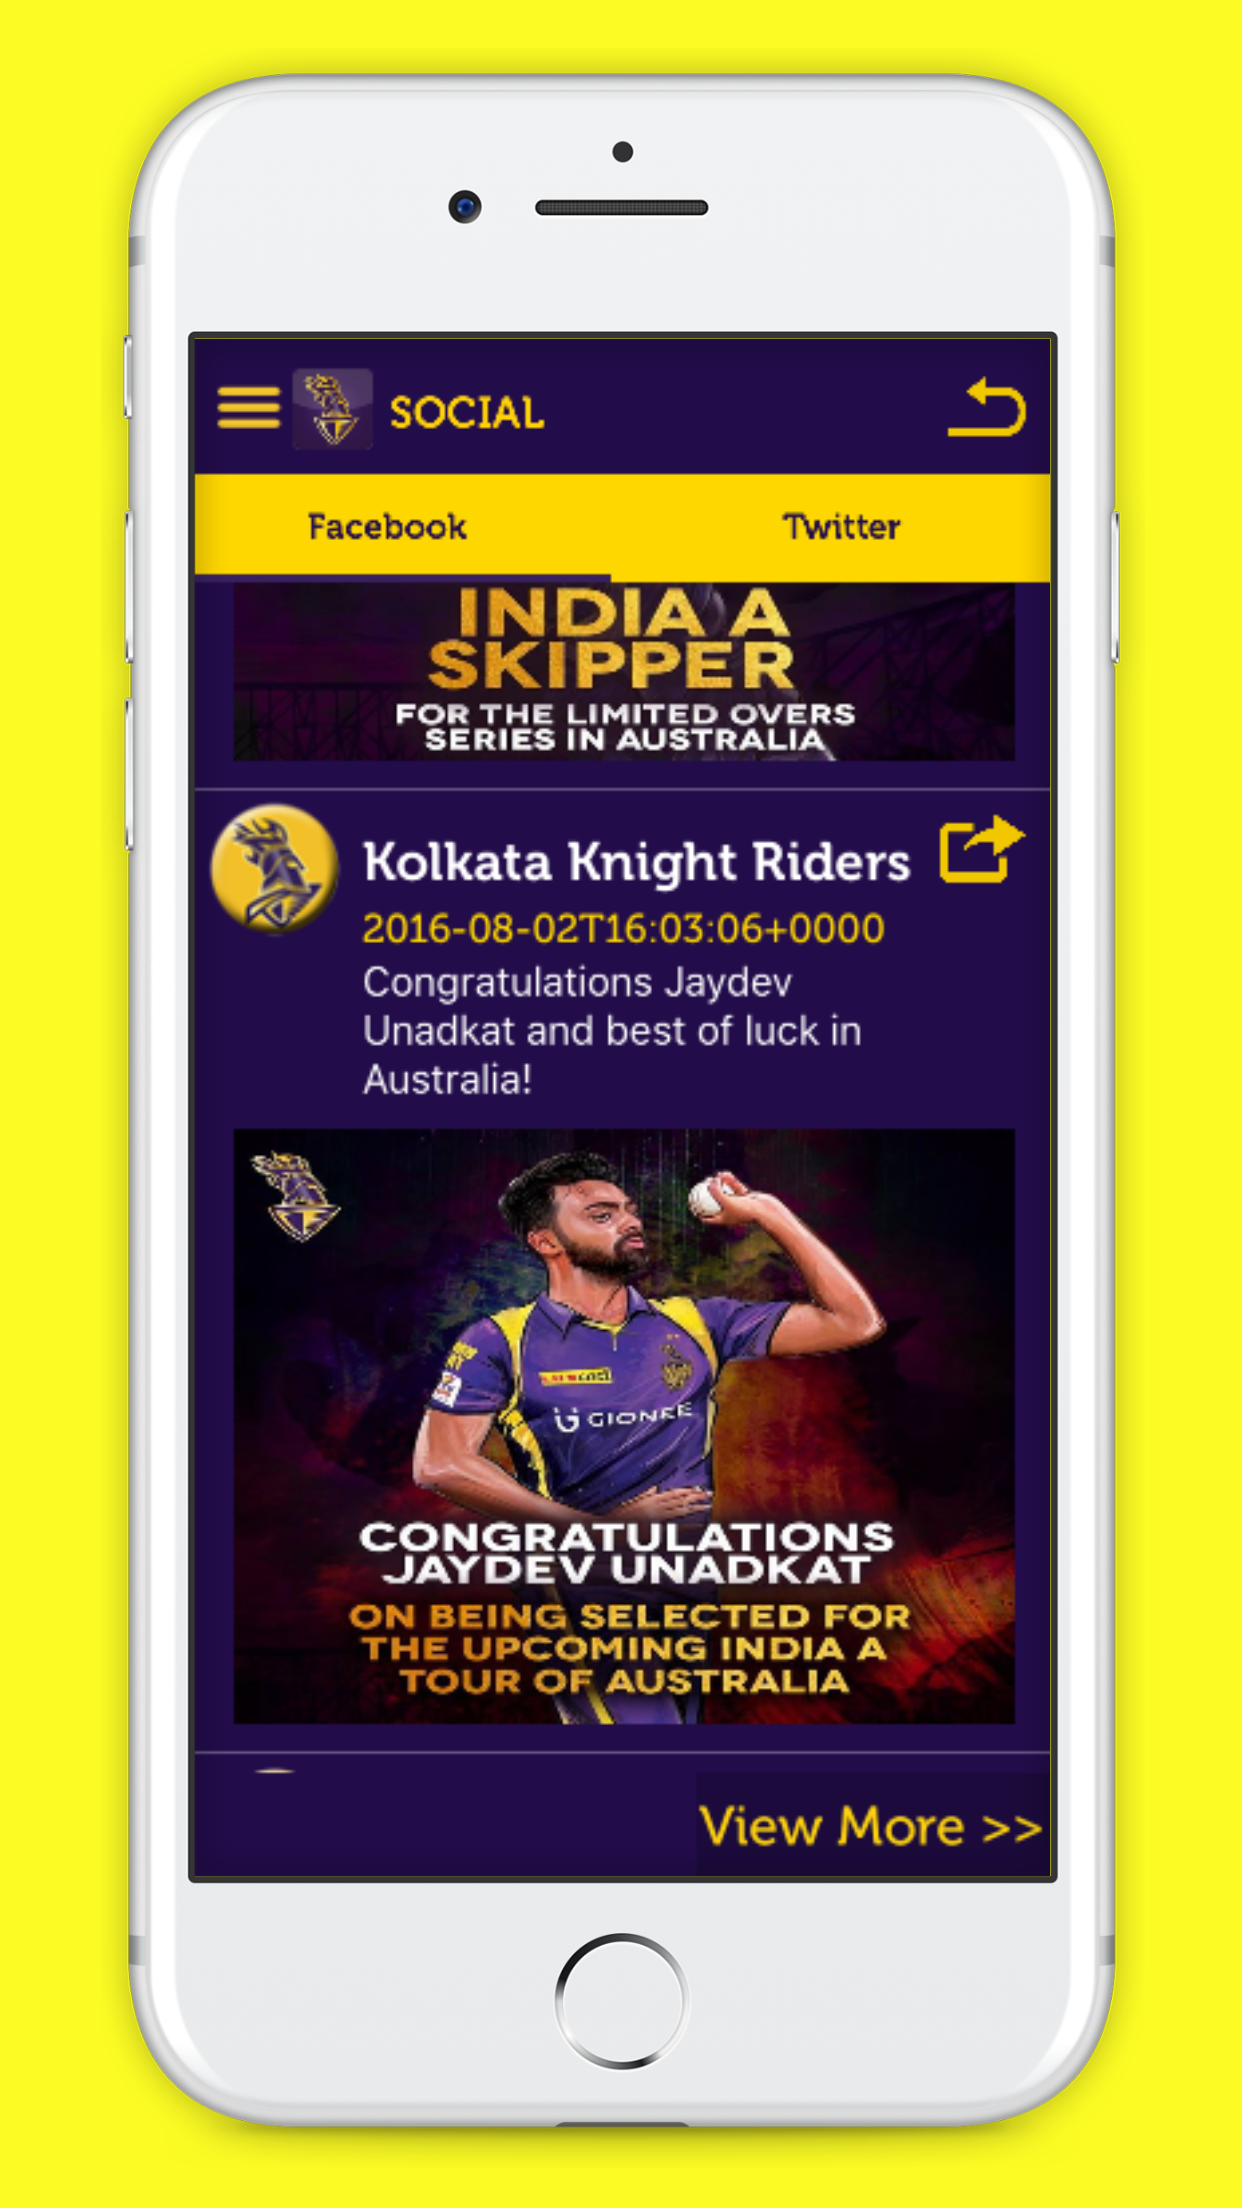 SOCIAL
Facebook
Twitter
INDIA A
SKIPPER
FOR THE LIMITED OVERS
SERIES IN AUSTRALIA
Kolkata Knight Riders
2016-08-02T16:03:06+0000
Congratulations Jaydev
Unadkat and best of luck in
Australia!
GIONEE
CONGRATULATIONS
JAYDEV UNADKAT
ON BEING SELECTED FOR
THE UPCOMING INDIA A
TOUR OF AUSTRALIA
View More >>